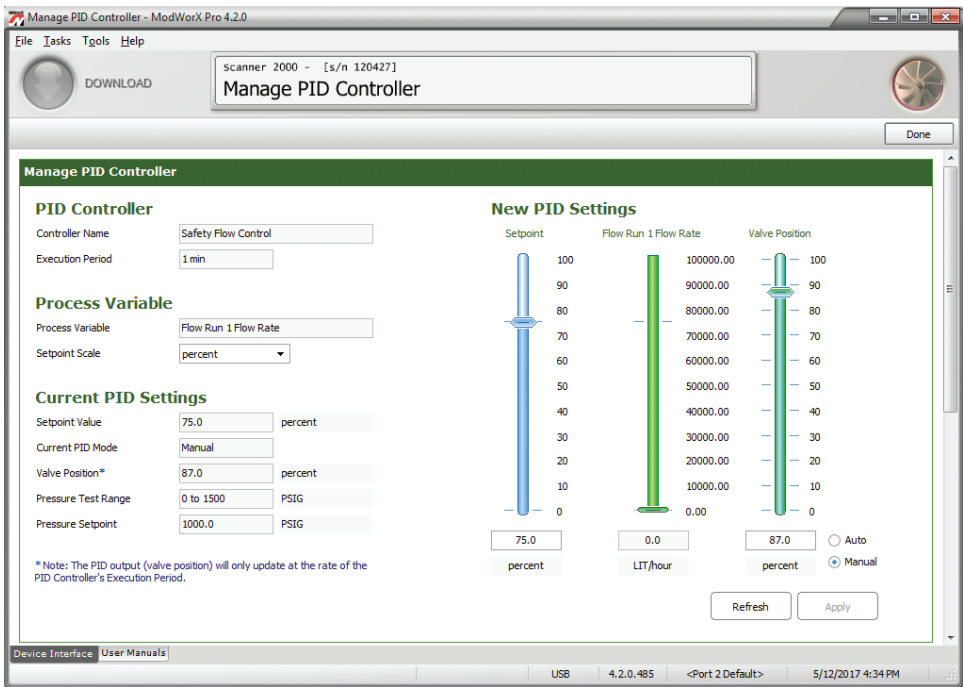 Manage PID Controller - ModWorX Pro 4.2.0
File Tasks Tools Help
DOWNLOAD
Scanner 2000 - [s/n 120427]
Manage PID Controller
Done
Manage PID Controller
PID Controller
Controller Name Safety Flow Control
Execution Period 1 min
Process Variable
Process Variable Flow Run 1 Flow Rate
Setpoint Scale percent
Current PID Settings
Setpoint Value 75.0 percent
Current PID Mode Manual
Valve Position* 87.0 percent
Pressure Test Range 0 to 1500 PSIG
Pressure Setpoint 1000.0 PSIG
* Note: The PID output (valve position) will only update at the rate of the
PID Controller's Execution Period.
New PID Settings
Setpoint Flow Run 1 Flow Rate Valve Position
100 100000.00 100
90 90000.00 90
80 80000.00 80
70 70000.00 70
60 60000.00 60
50 50000.00 50
40 40000.00 40
30 30000.00 30
20 20000.00 20
10 10000.00 10
0 0.00 0
75.0 0.0 87.0 Auto
percent LIT/hour percent Manual
Refresh Apply
Device Interface User Manuals
USB 4.2.0.485 <Port 2 Default> 5/12/2017 4:34 PM